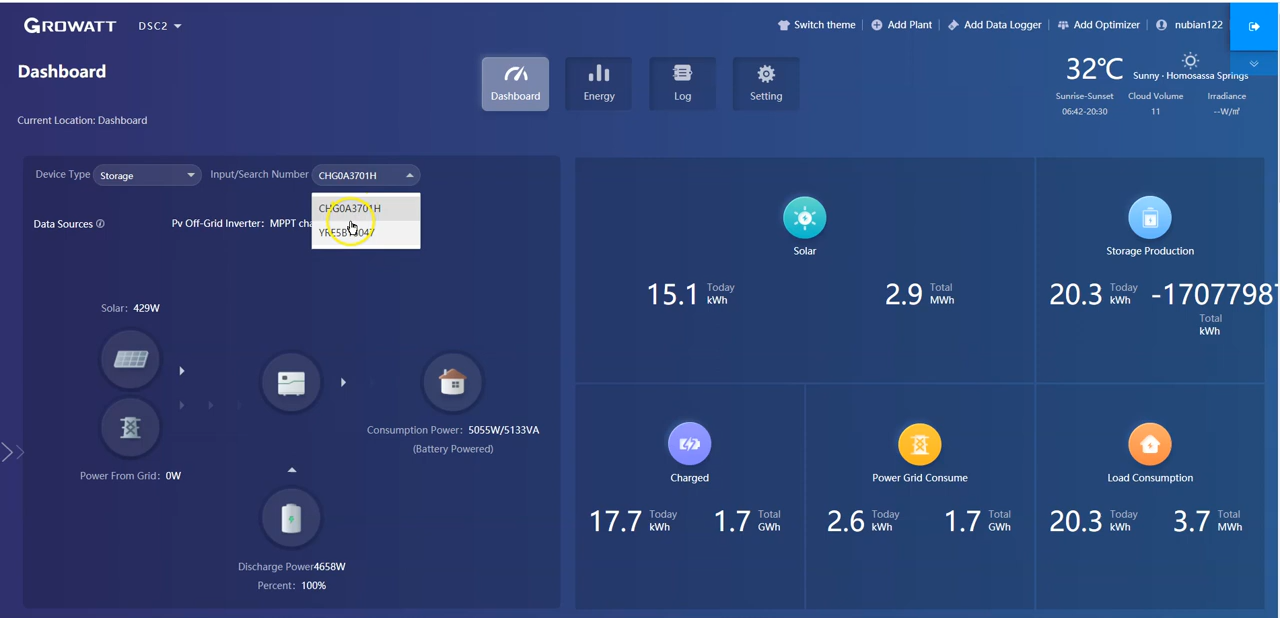 GROWATT
DSC2
Switch theme
Add Plant
Add Data Logger
Add Optimizer
nubian122
Dashboard
Dashboard
Energy
Log
Setting
32℃
Sunny · Homosassa Springs
Sunrise-Sunset
Cloud Volume
Irradiance
06:42-20:30
11
--W/㎡
Current Location: Dashboard
Device Type
Storage
Input/Search Number
CHG0A3701H
CHG0A3701H
Data Sources
Pv Off-Grid Inverter: MPPT cha
Solar: 429W
Consumption Power: 5055W/5133VA
(Battery Powered)
Power From Grid: 0W
Discharge Power4658W
Percent: 100%
Solar
15.1 Today kWh
2.9 Total MWh
Storage Production
20.3 Today kWh
-1707798
Total
kWh
Charged
17.7 Today kWh
1.7 Total GWh
Power Grid Consume
2.6 Today kWh
1.7 Total GWh
Load Consumption
20.3 Today kWh
3.7 Total MWh